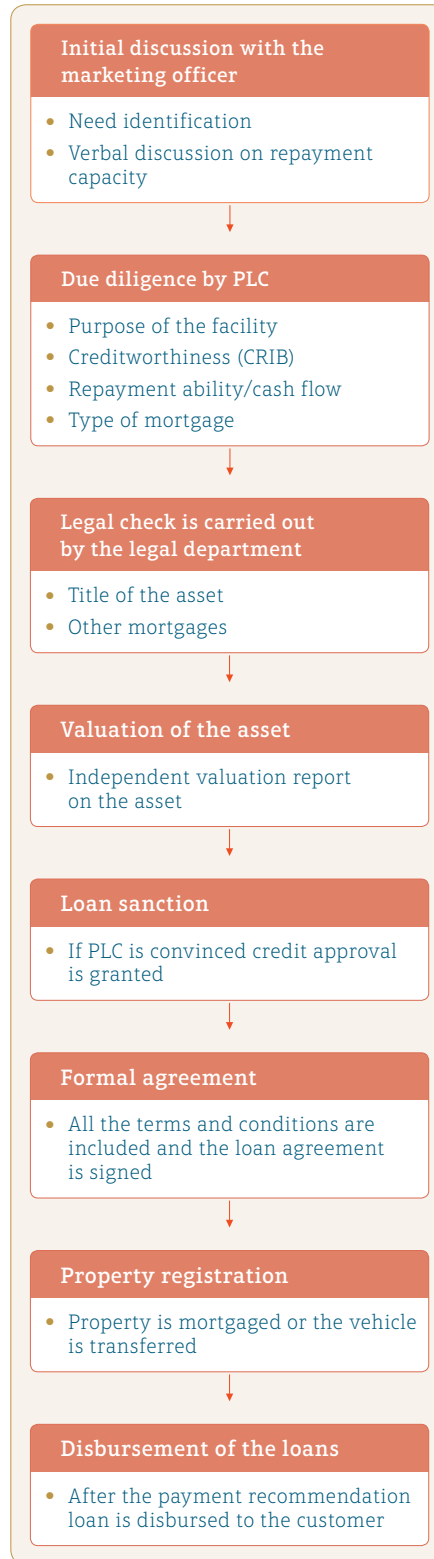 Initial discussion with the
marketing officer
• Need identification
• Verbal discussion on repayment
capacity
Due diligence by PLC
• Purpose of the facility
• Creditworthiness (CRIB)
• Repayment ability/cash flow
• Type of mortgage
Legal check is carried out
by the legal department
• Title of the asset
• Other mortgages
Valuation of the asset
• Independent valuation report
on the asset
Loan sanction
• If PLC is convinced credit approval
is granted
Formal agreement
• All the terms and conditions are
included and the loan agreement
is signed
Property registration
• Property is mortgaged or the vehicle
is transferred
Disbursement of the loans
• After the payment recommendation
loan is disbursed to the customer